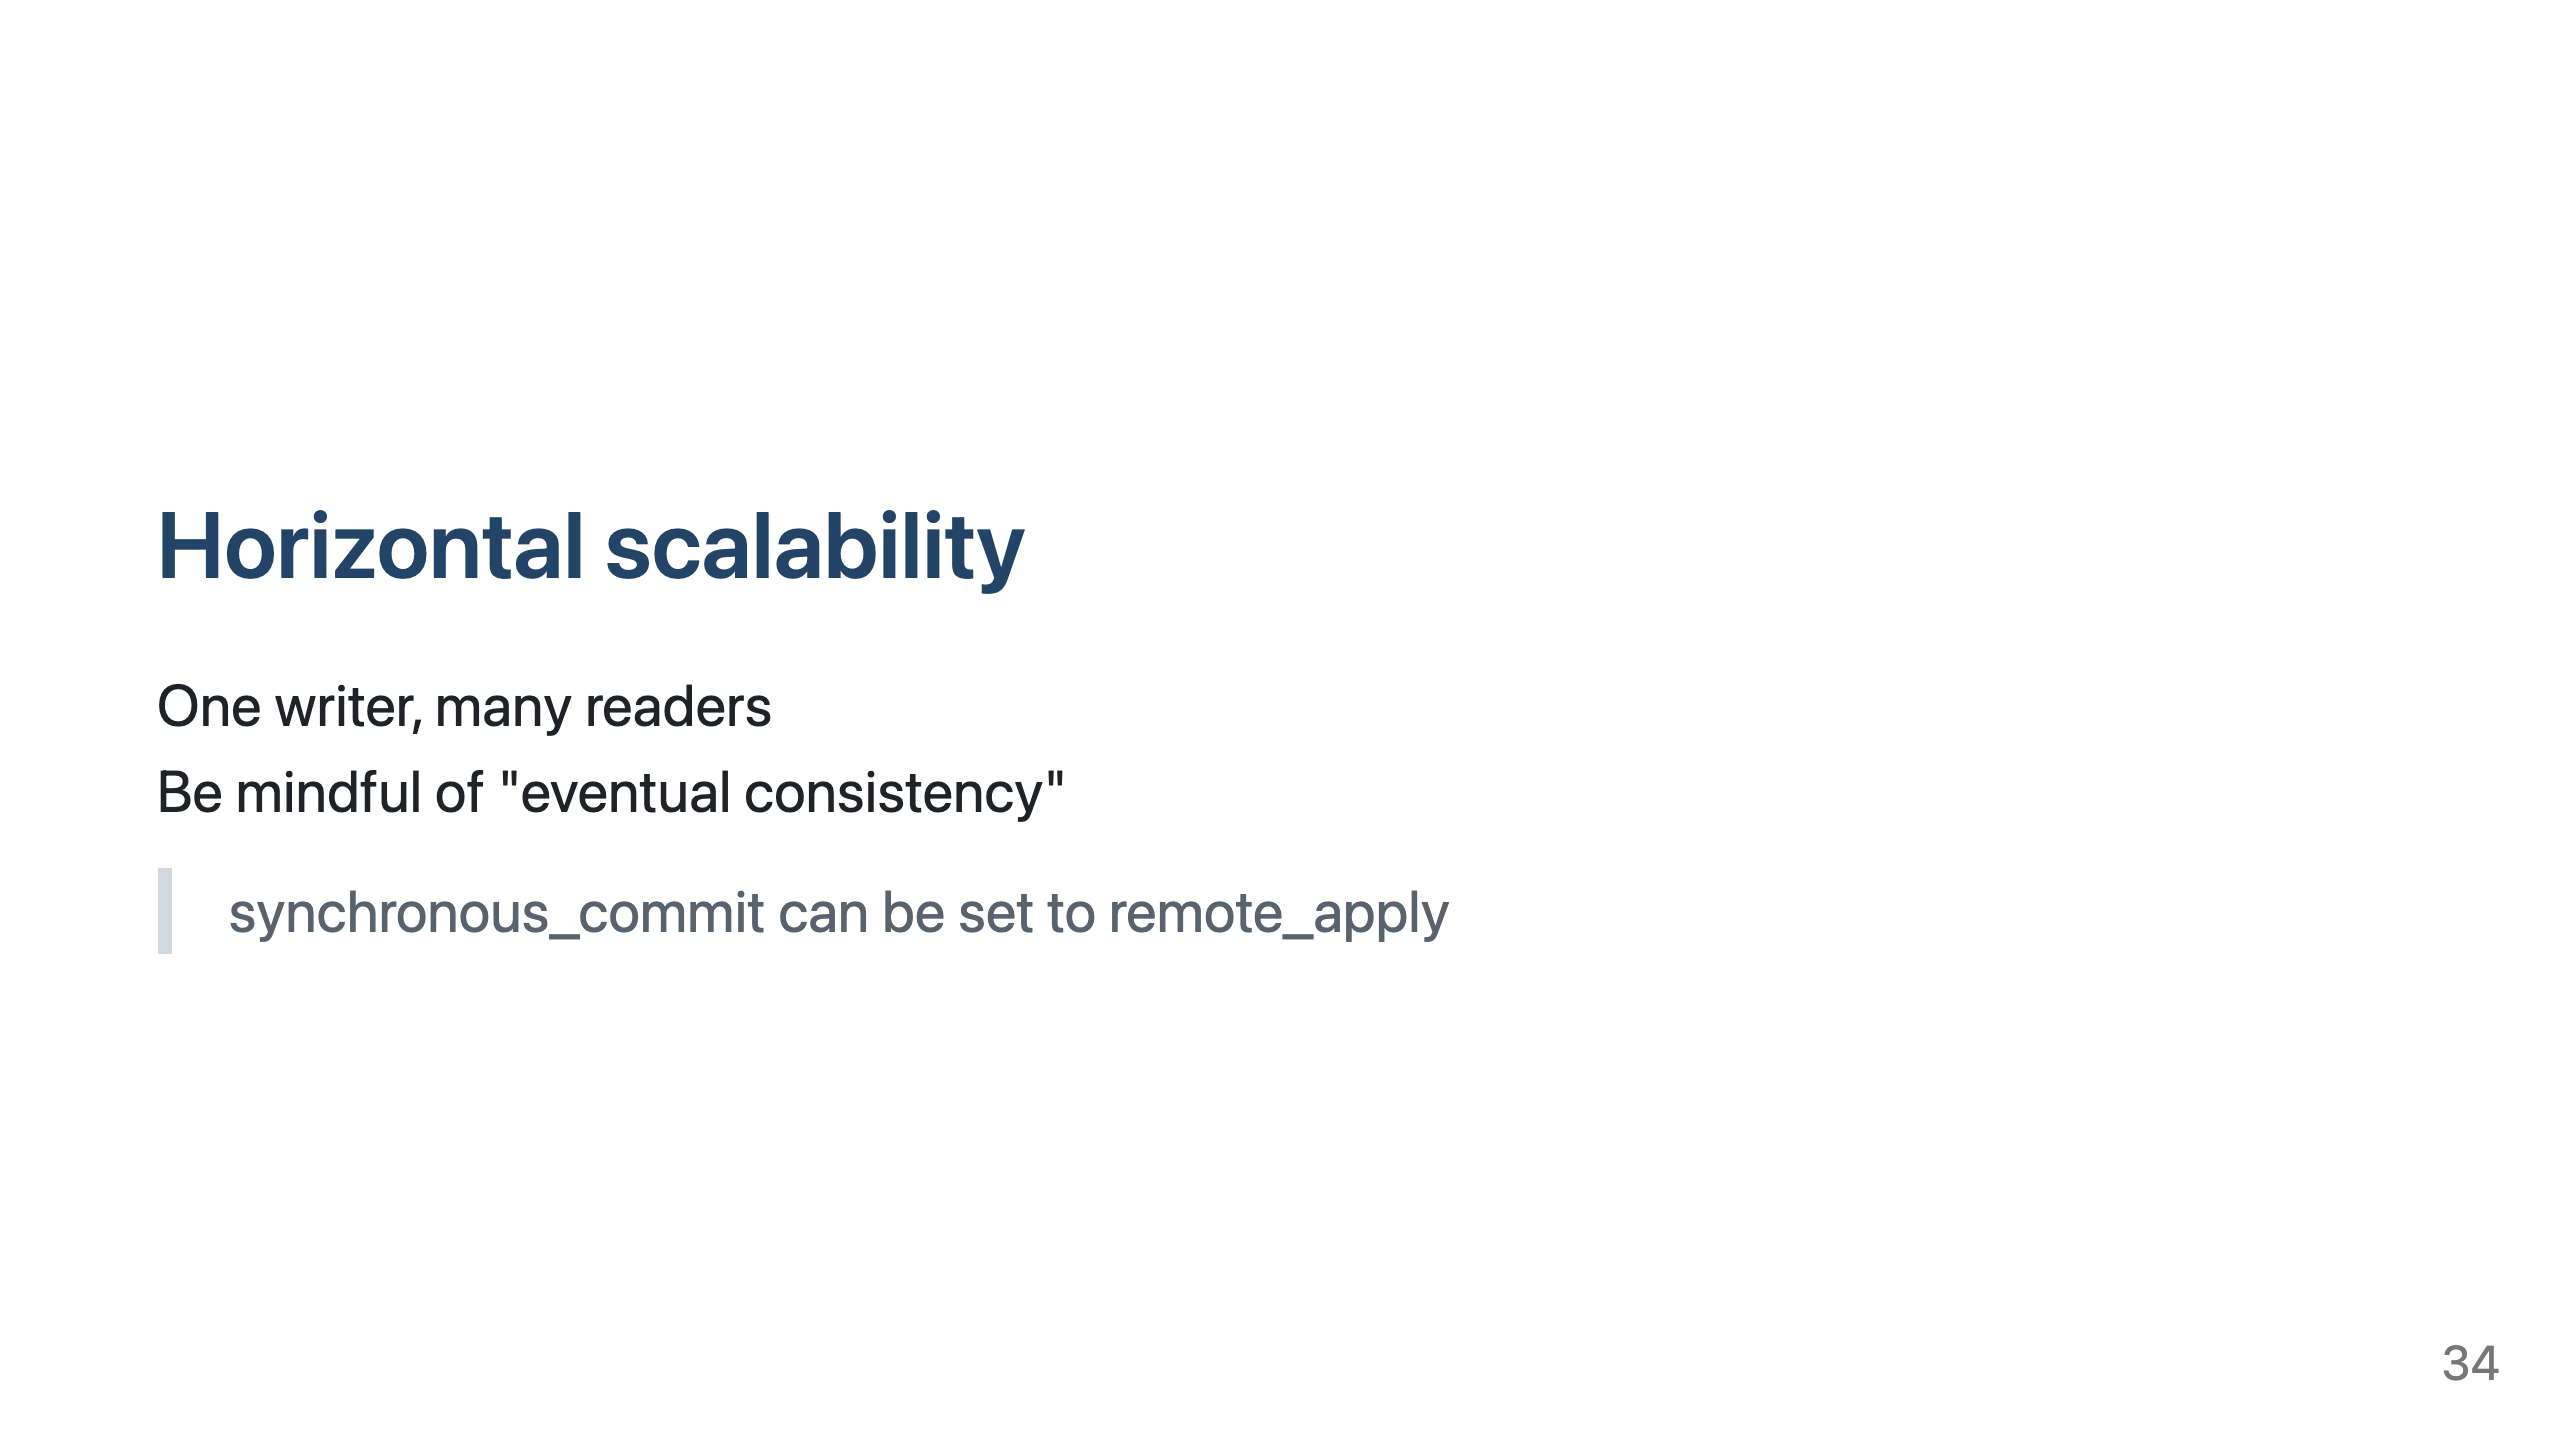 Horizontal scalability
One writer, many readers
Be mindful of "eventual consistency"
synchronous_commit can be set to remote_apply
34